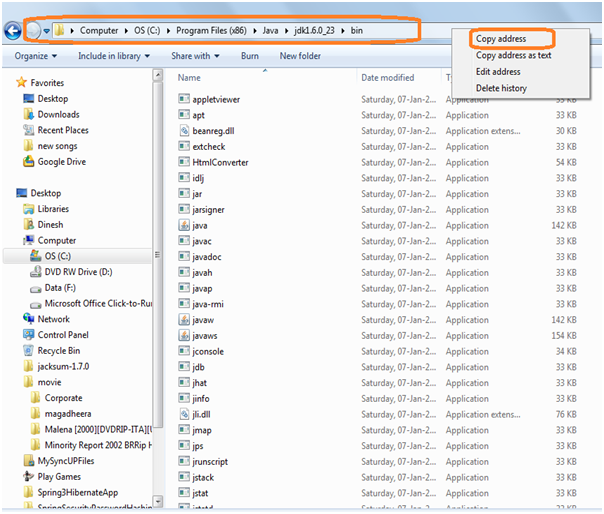 Computer ▸ OS (C:) ▸ Program Files (x86) ▸ Java ▸ jdk1.6.0_23 ▸ bin
Copy address
Copy address as text
Edit address
Delete history
Organize Include in library Share with Burn New folder
Favorites
Desktop
Downloads
Recent Places
new songs
Google Drive
Desktop
Libraries
Dinesh
Computer
OS (C:)
DVD RW Drive (D:)
Data (F:)
Microsoft Office Click-to-Ru
Network
Control Panel
Recycle Bin
jacksum-1.7.0
movie
Corporate
magadheera
Malena [2000][DVDRIP-ITA][
Minority Report 2002 BRRip H
MySyncUPFiles
Play Games
Spring3HibernateApp
SpringSecurityPasswordHashin
Name Date modified
appletviewer Saturday, 07-Jan-2... Application 33 KB
apt Saturday, 07-Jan-2... Application 33 KB
beanreg.dll Saturday, 07-Jan-2... Application exten... 30 KB
extcheck Saturday, 07-Jan-2... Application 33 KB
HtmlConverter Saturday, 07-Jan-2... Application 54 KB
idlj Saturday, 07-Jan-2... Application 33 KB
jar Saturday, 07-Jan-2... Application 33 KB
jarsigner Saturday, 07-Jan-2... Application 33 KB
java Saturday, 07-Jan-2... Application 142 KB
javac Saturday, 07-Jan-2... Application 33 KB
javadoc Saturday, 07-Jan-2... Application 33 KB
javah Saturday, 07-Jan-2... Application 33 KB
javap Saturday, 07-Jan-2... Application 33 KB
java-rmi Saturday, 07-Jan-2... Application 33 KB
javaw Saturday, 07-Jan-2... Application 142 KB
javaws Saturday, 07-Jan-2... Application 154 KB
jconsole Saturday, 07-Jan-2... Application 34 KB
jdb Saturday, 07-Jan-2... Application 33 KB
jhat Saturday, 07-Jan-2... Application 33 KB
jinfo Saturday, 07-Jan-2... Application 33 KB
jli.dll Saturday, 07-Jan-2... Application exten... 76 KB
jmap Saturday, 07-Jan-2... Application 33 KB
jps Saturday, 07-Jan-2... Application 33 KB
jrunscript Saturday, 07-Jan-2... Application 33 KB
jstack Saturday, 07-Jan-2... Application 33 KB
jstat Saturday, 07-Jan-2... Application 33 KB